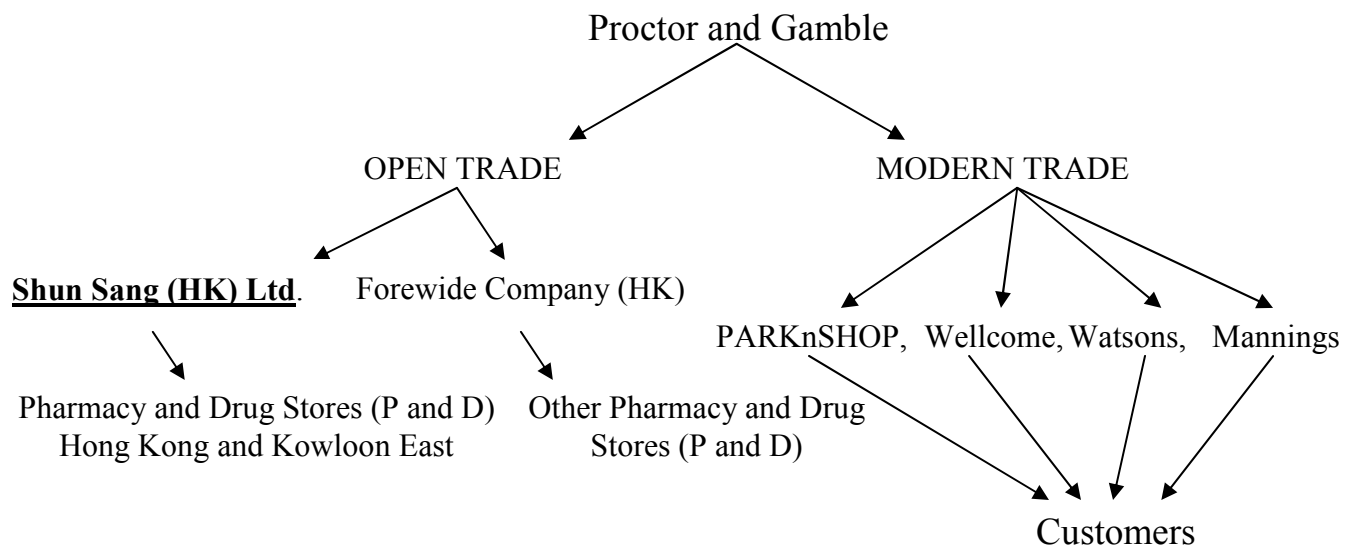 Proctor and Gamble
OPEN TRADE
MODERN TRADE
Shun Sang (HK) Ltd.
Forewide Company (HK)
PARKnSHOP, Wellcome, Watsons, Mannings
Pharmacy and Drug Stores (P and D)
Hong Kong and Kowloon East
Other Pharmacy and Drug
Stores (P and D)
Customers